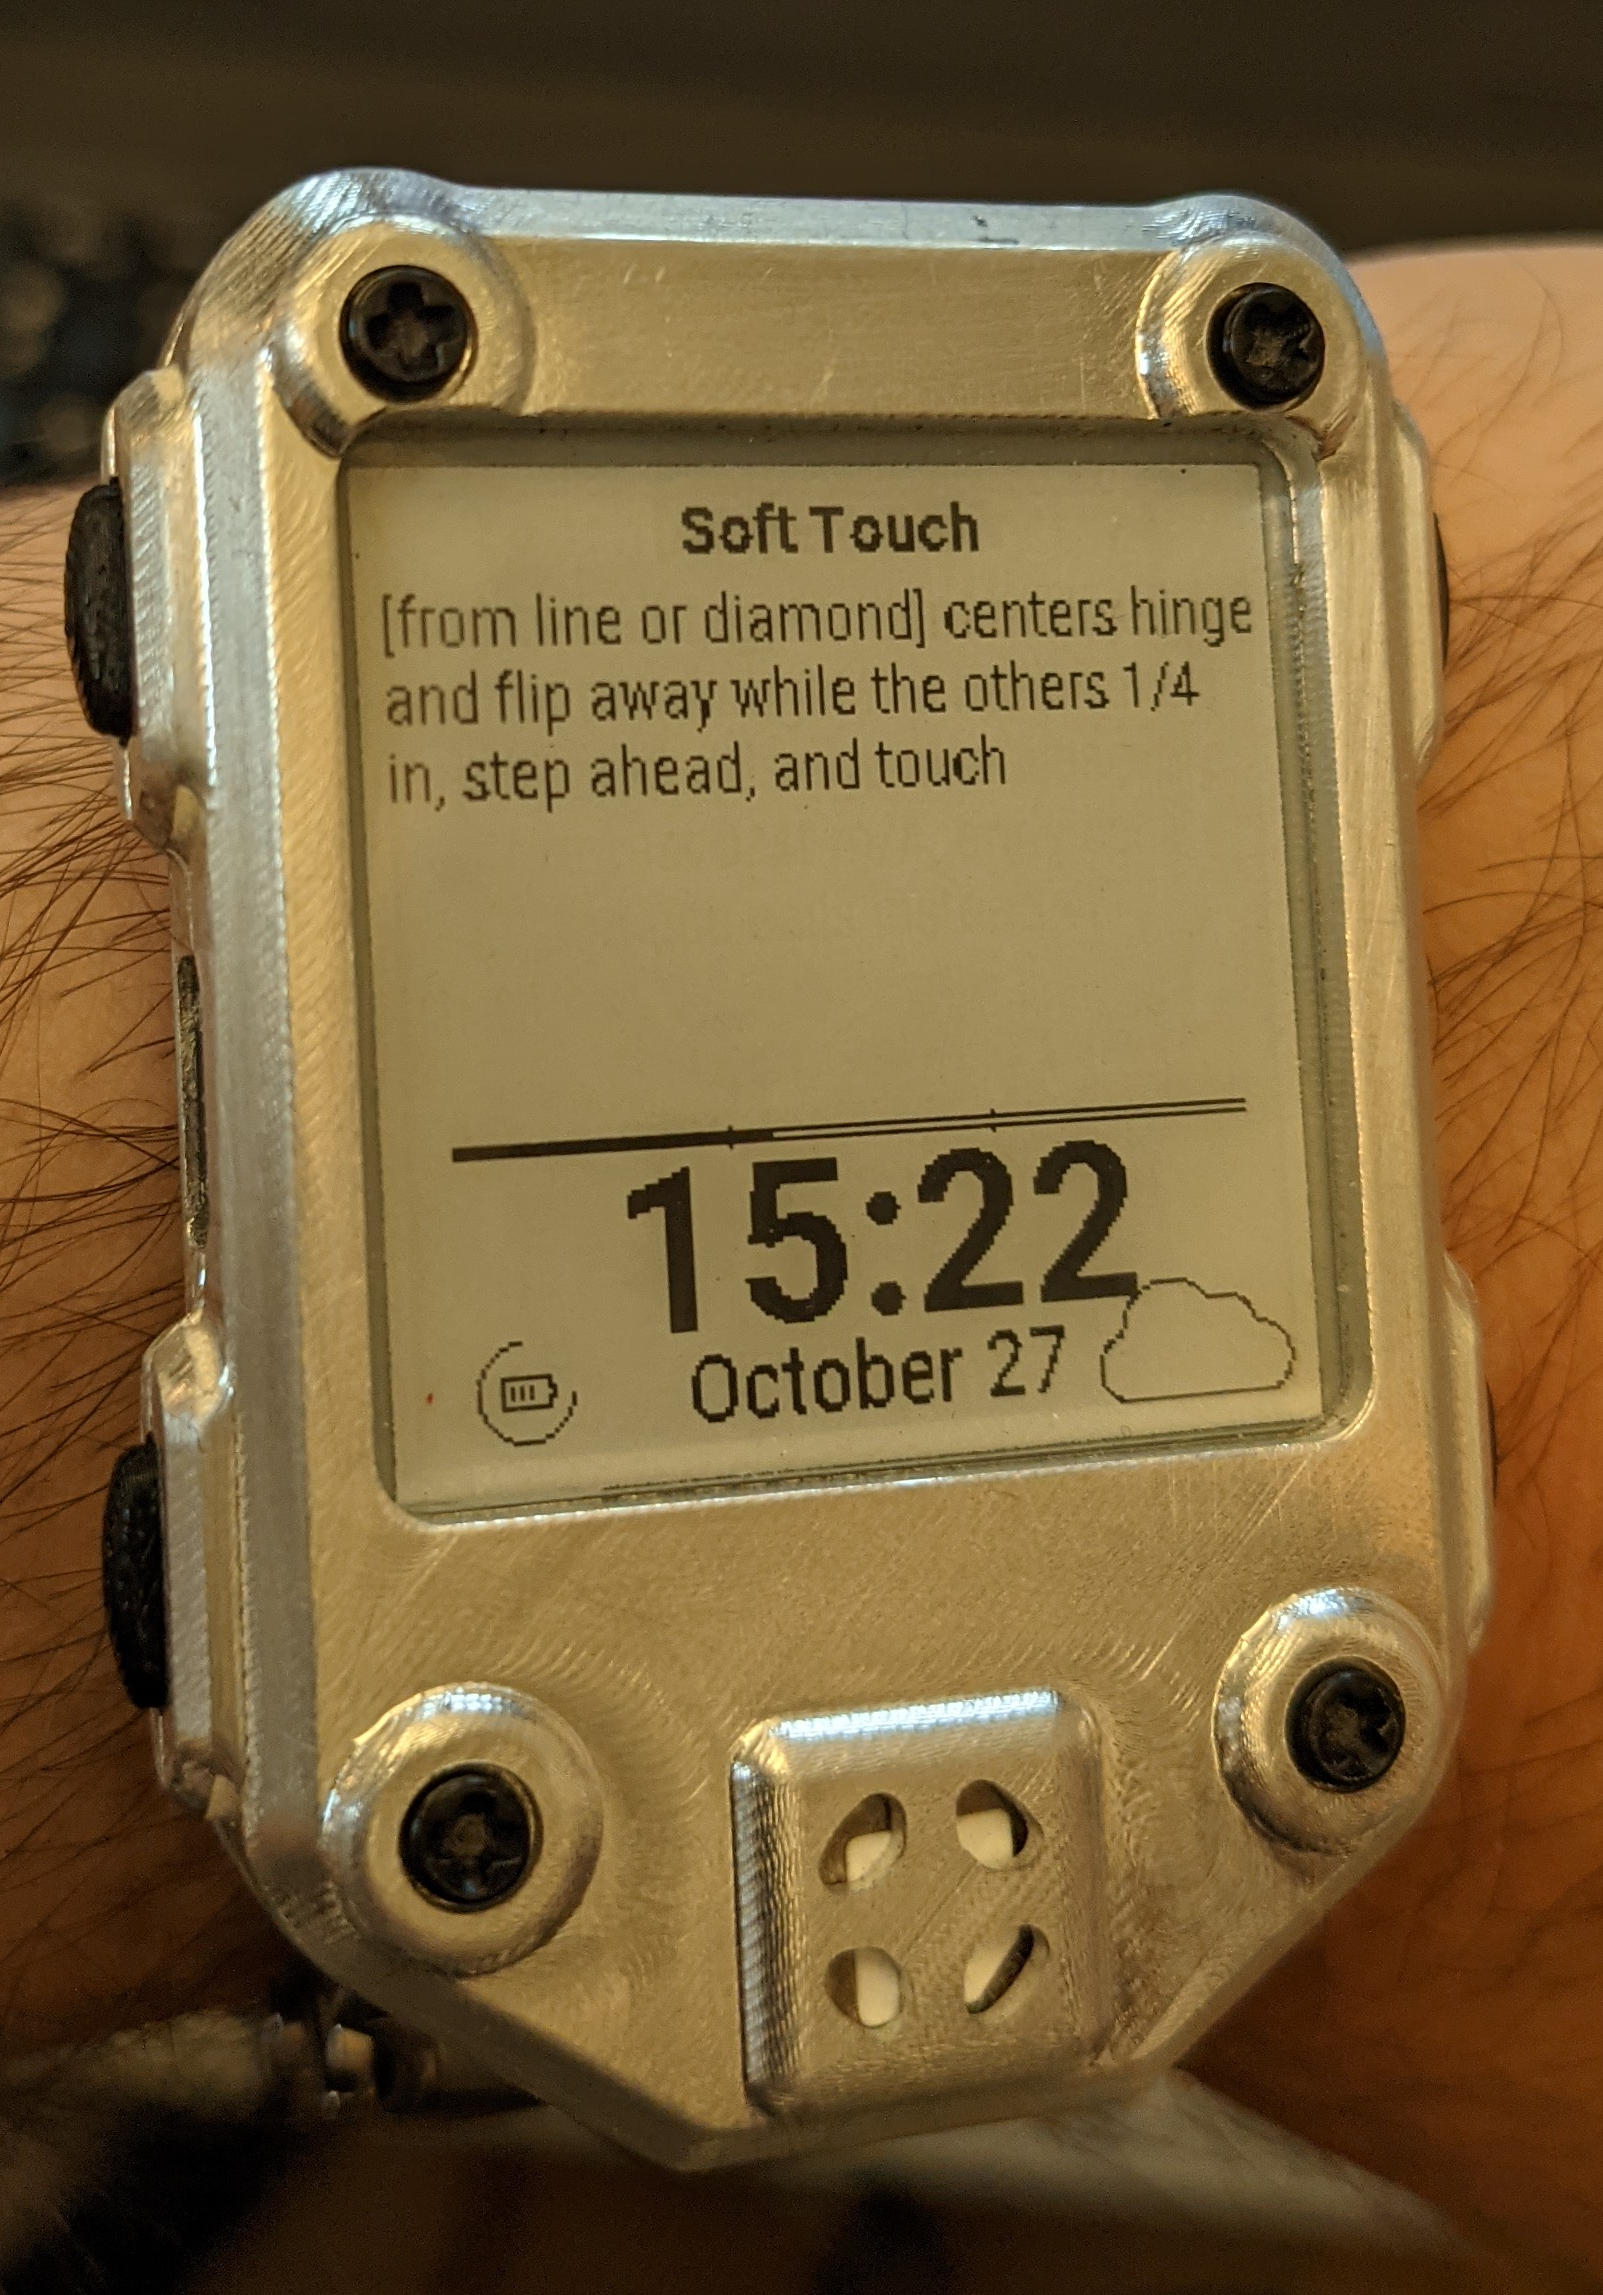 Soft Touch
[from line or diamond] centers hinge
and flip away while the others 1/4
in, step ahead, and touch
15:22
October 27